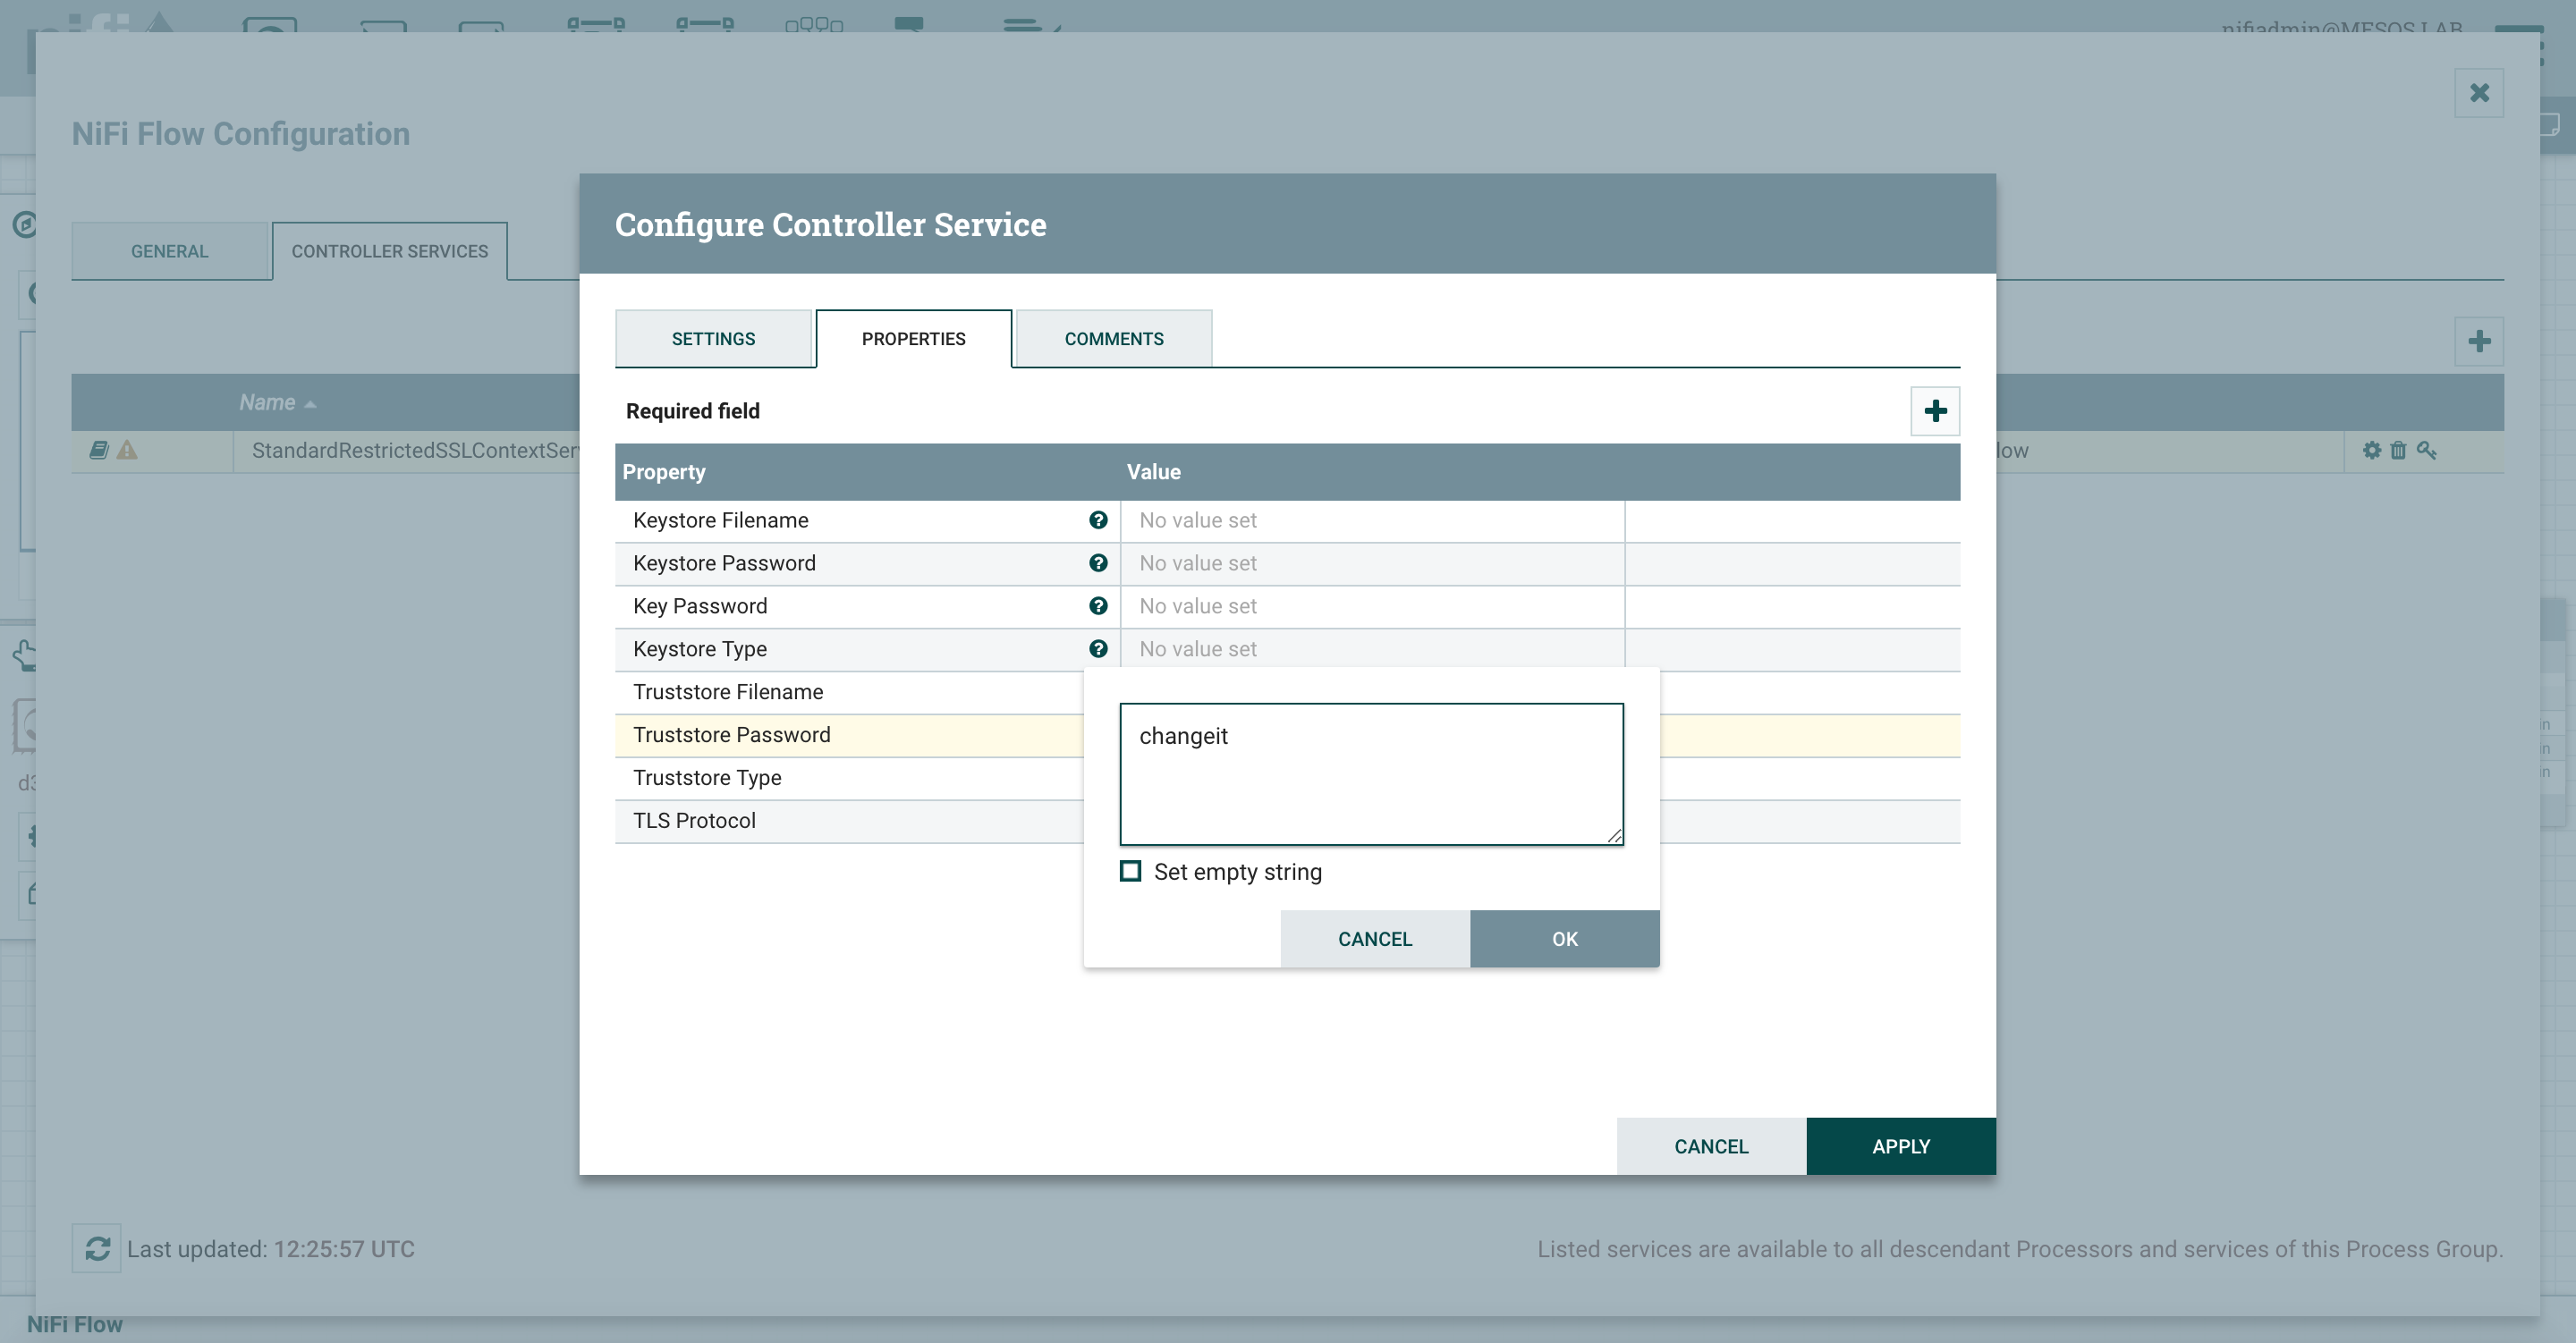 nifi
nifiadmin@MESOS.LAB
NiFi Flow Configuration
GENERAL
CONTROLLER SERVICES
Name
StandardRestrictedSSLContextSer
low
Configure Controller Service
SETTINGS
PROPERTIES
COMMENTS
Required field
Property
Value
Keystore Filename
No value set
Keystore Password
No value set
Key Password
No value set
Keystore Type
No value set
Truststore Filename
Truststore Password
changeit
Truststore Type
TLS Protocol
Set empty string
CANCEL
OK
CANCEL
APPLY
Last updated: 12:25:57 UTC
Listed services are available to all descendant Processors and services of this Process Group.
NiFi Flow